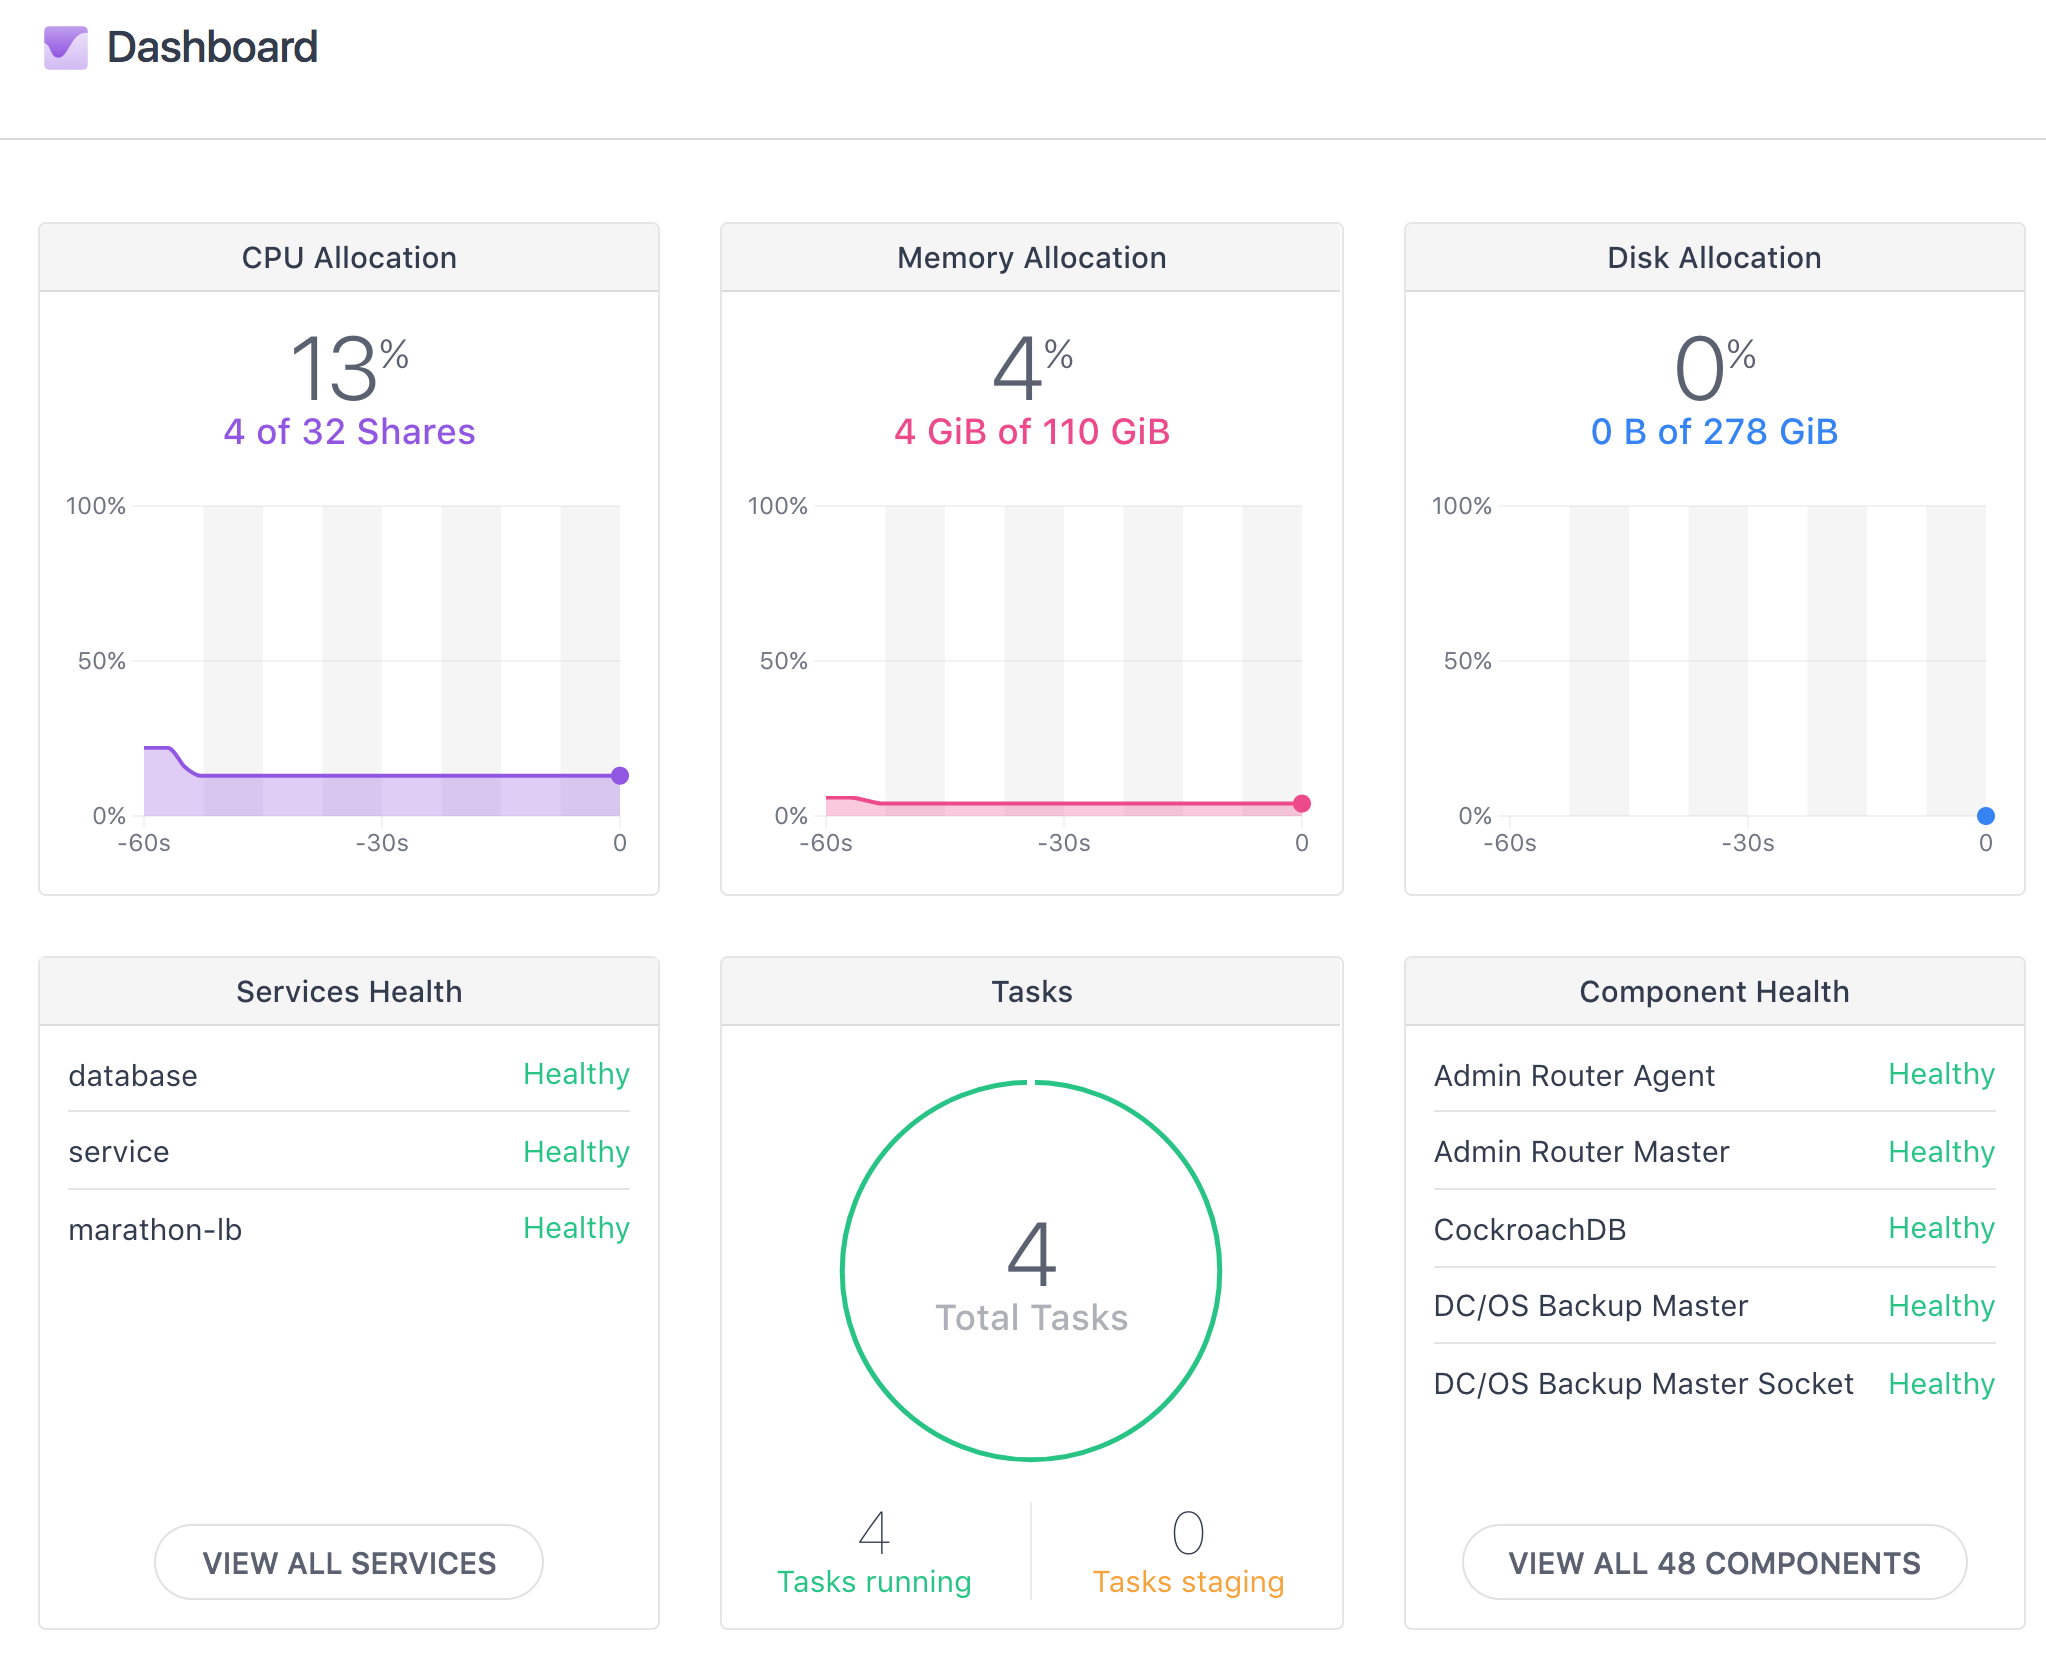 Dashboard
CPU Allocation
13%
4 of 32 Shares
100%
50%
0%
-60s
-30s
0
Memory Allocation
4%
4 GiB of 110 GiB
100%
50%
0%
-60s
-30s
0
Disk Allocation
0%
0 B of 278 GiB
100%
50%
0%
-60s
-30s
0
Services Health
database Healthy
service Healthy
marathon-lb Healthy
VIEW ALL SERVICES
Tasks
4
Total Tasks
4
Tasks running
0
Tasks staging
Component Health
Admin Router Agent Healthy
Admin Router Master Healthy
CockroachDB Healthy
DC/OS Backup Master Healthy
DC/OS Backup Master Socket Healthy
VIEW ALL 48 COMPONENTS